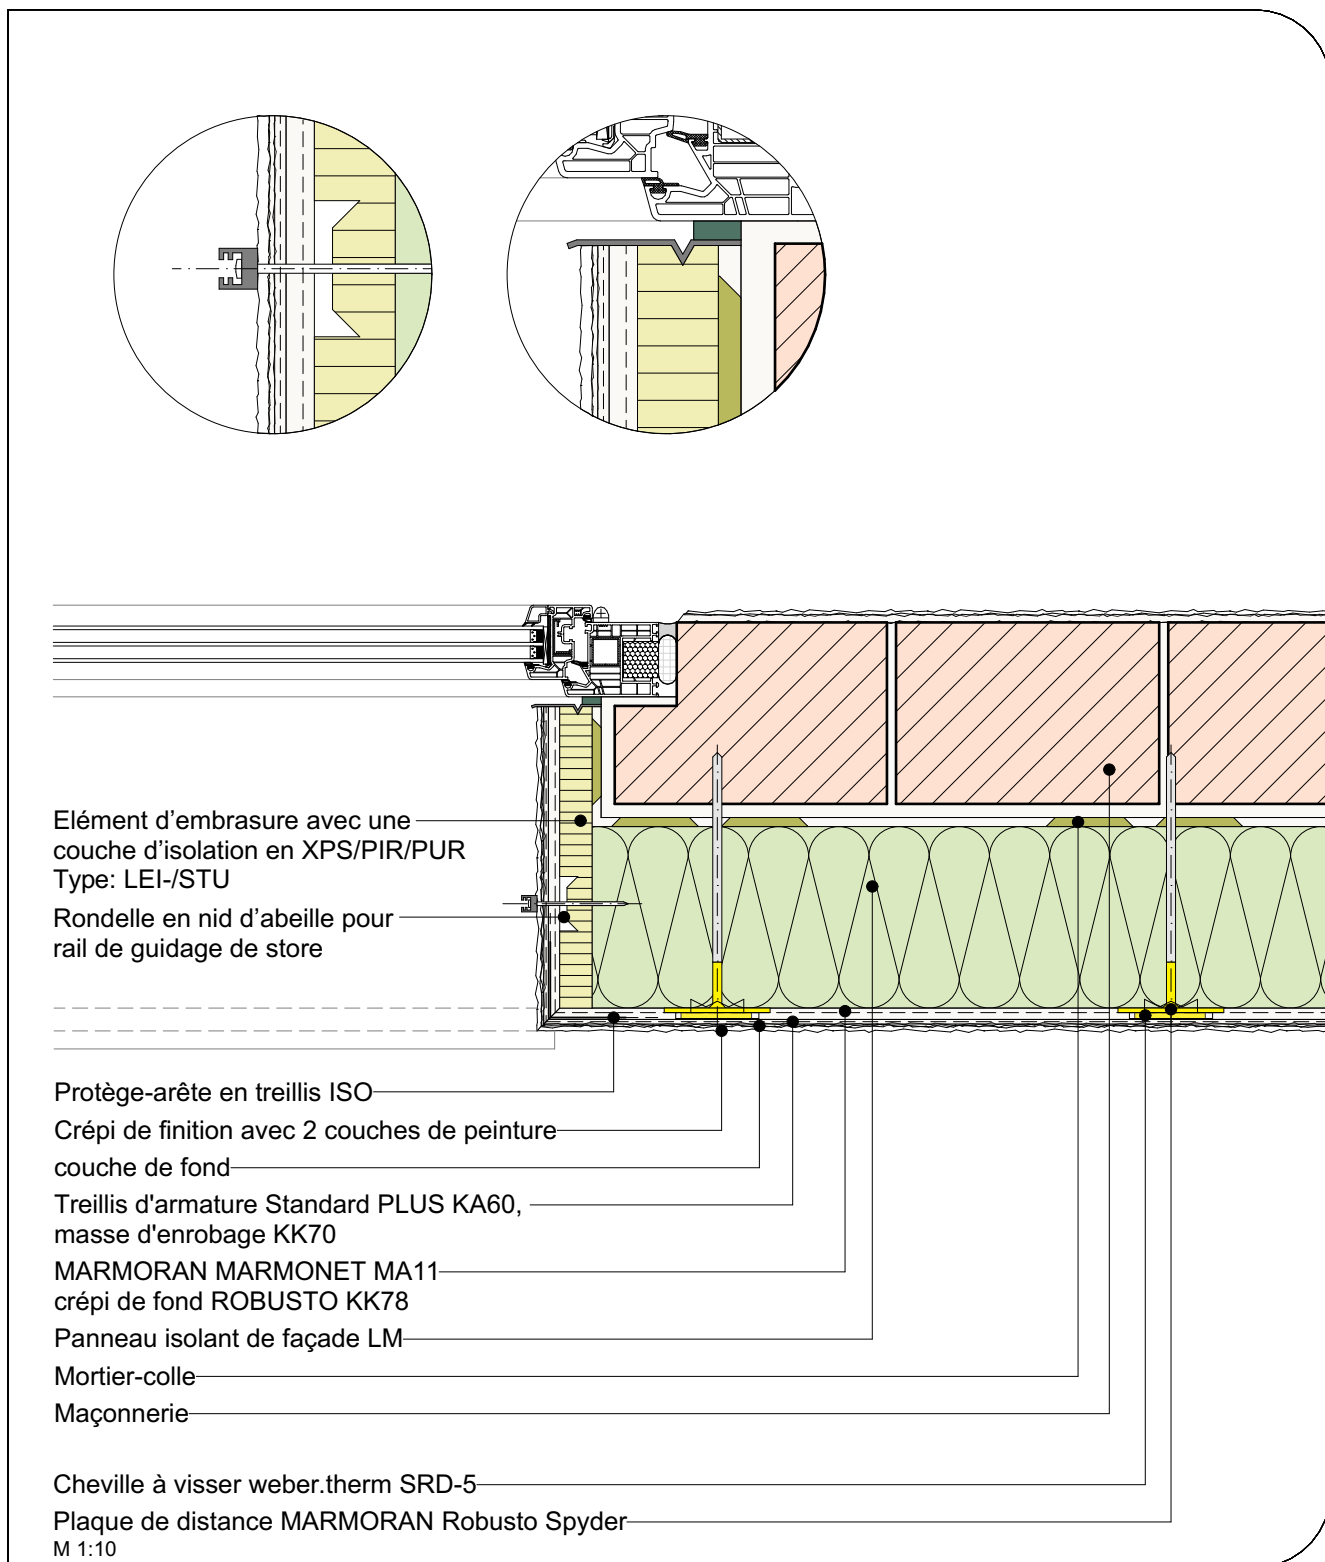 Elément d’embrasure avec une
couche d’isolation en XPS/PIR/PUR
Type: LEI-/STU
Rondelle en nid d’abeille pour
rail de guidage de store
Protège-arête en treillis ISO
Crépi de finition avec 2 couches de peinture
couche de fond
Treillis d'armature Standard PLUS KA60,
masse d'enrobage KK70
MARMORAN MARMONET MA11
crépi de fond ROBUSTO KK78
Panneau isolant de façade LM
Mortier-colle
Maçonnerie
Cheville à visser weber.therm SRD-5
Plaque de distance MARMORAN Robusto Spyder
M 1:10